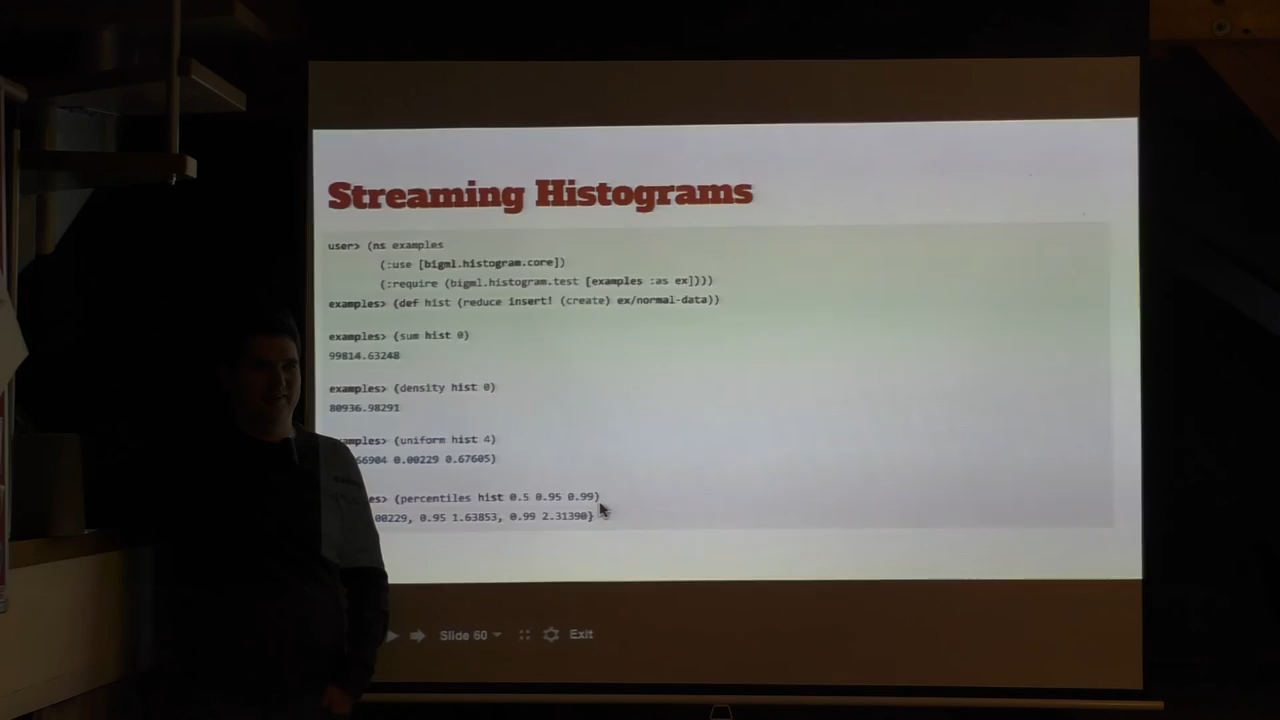 Streaming Histograms
user> (ns examples
(:use [bigml.histogram.core])
(:require (bigml.histogram.test [examples :as ex])))
examples> (def hist (reduce insert! (create) ex/normal-data))
examples> (sum hist 0)
99814.63248
examples> (density hist 0)
80936.98291
amples> (uniform hist 4)
66904 0.00229 0.67605)
es> (percentiles hist 0.5 0.95 0.99)
00229, 0.95 1.63853, 0.99 2.31390}
Slide 60
Exit